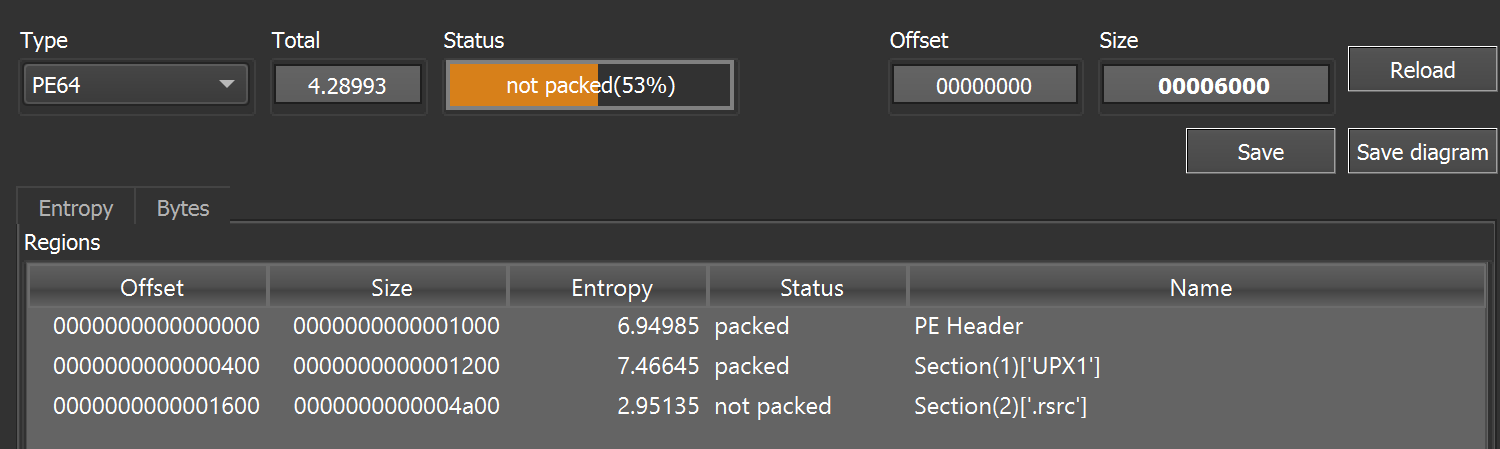 Type Total Status Offset Size
PE64 4.28993 not packed(53%) 00000000 00006000 Reload
Save Save diagram
Entropy Bytes
Regions
Offset Size Entropy Status Name
0000000000000000 0000000000001000 6.94985 packed PE Header
0000000000000400 0000000000001200 7.46645 packed Section(1)['UPX1']
0000000000001600 0000000000004a00 2.95135 not packed Section(2)['.rsrc']